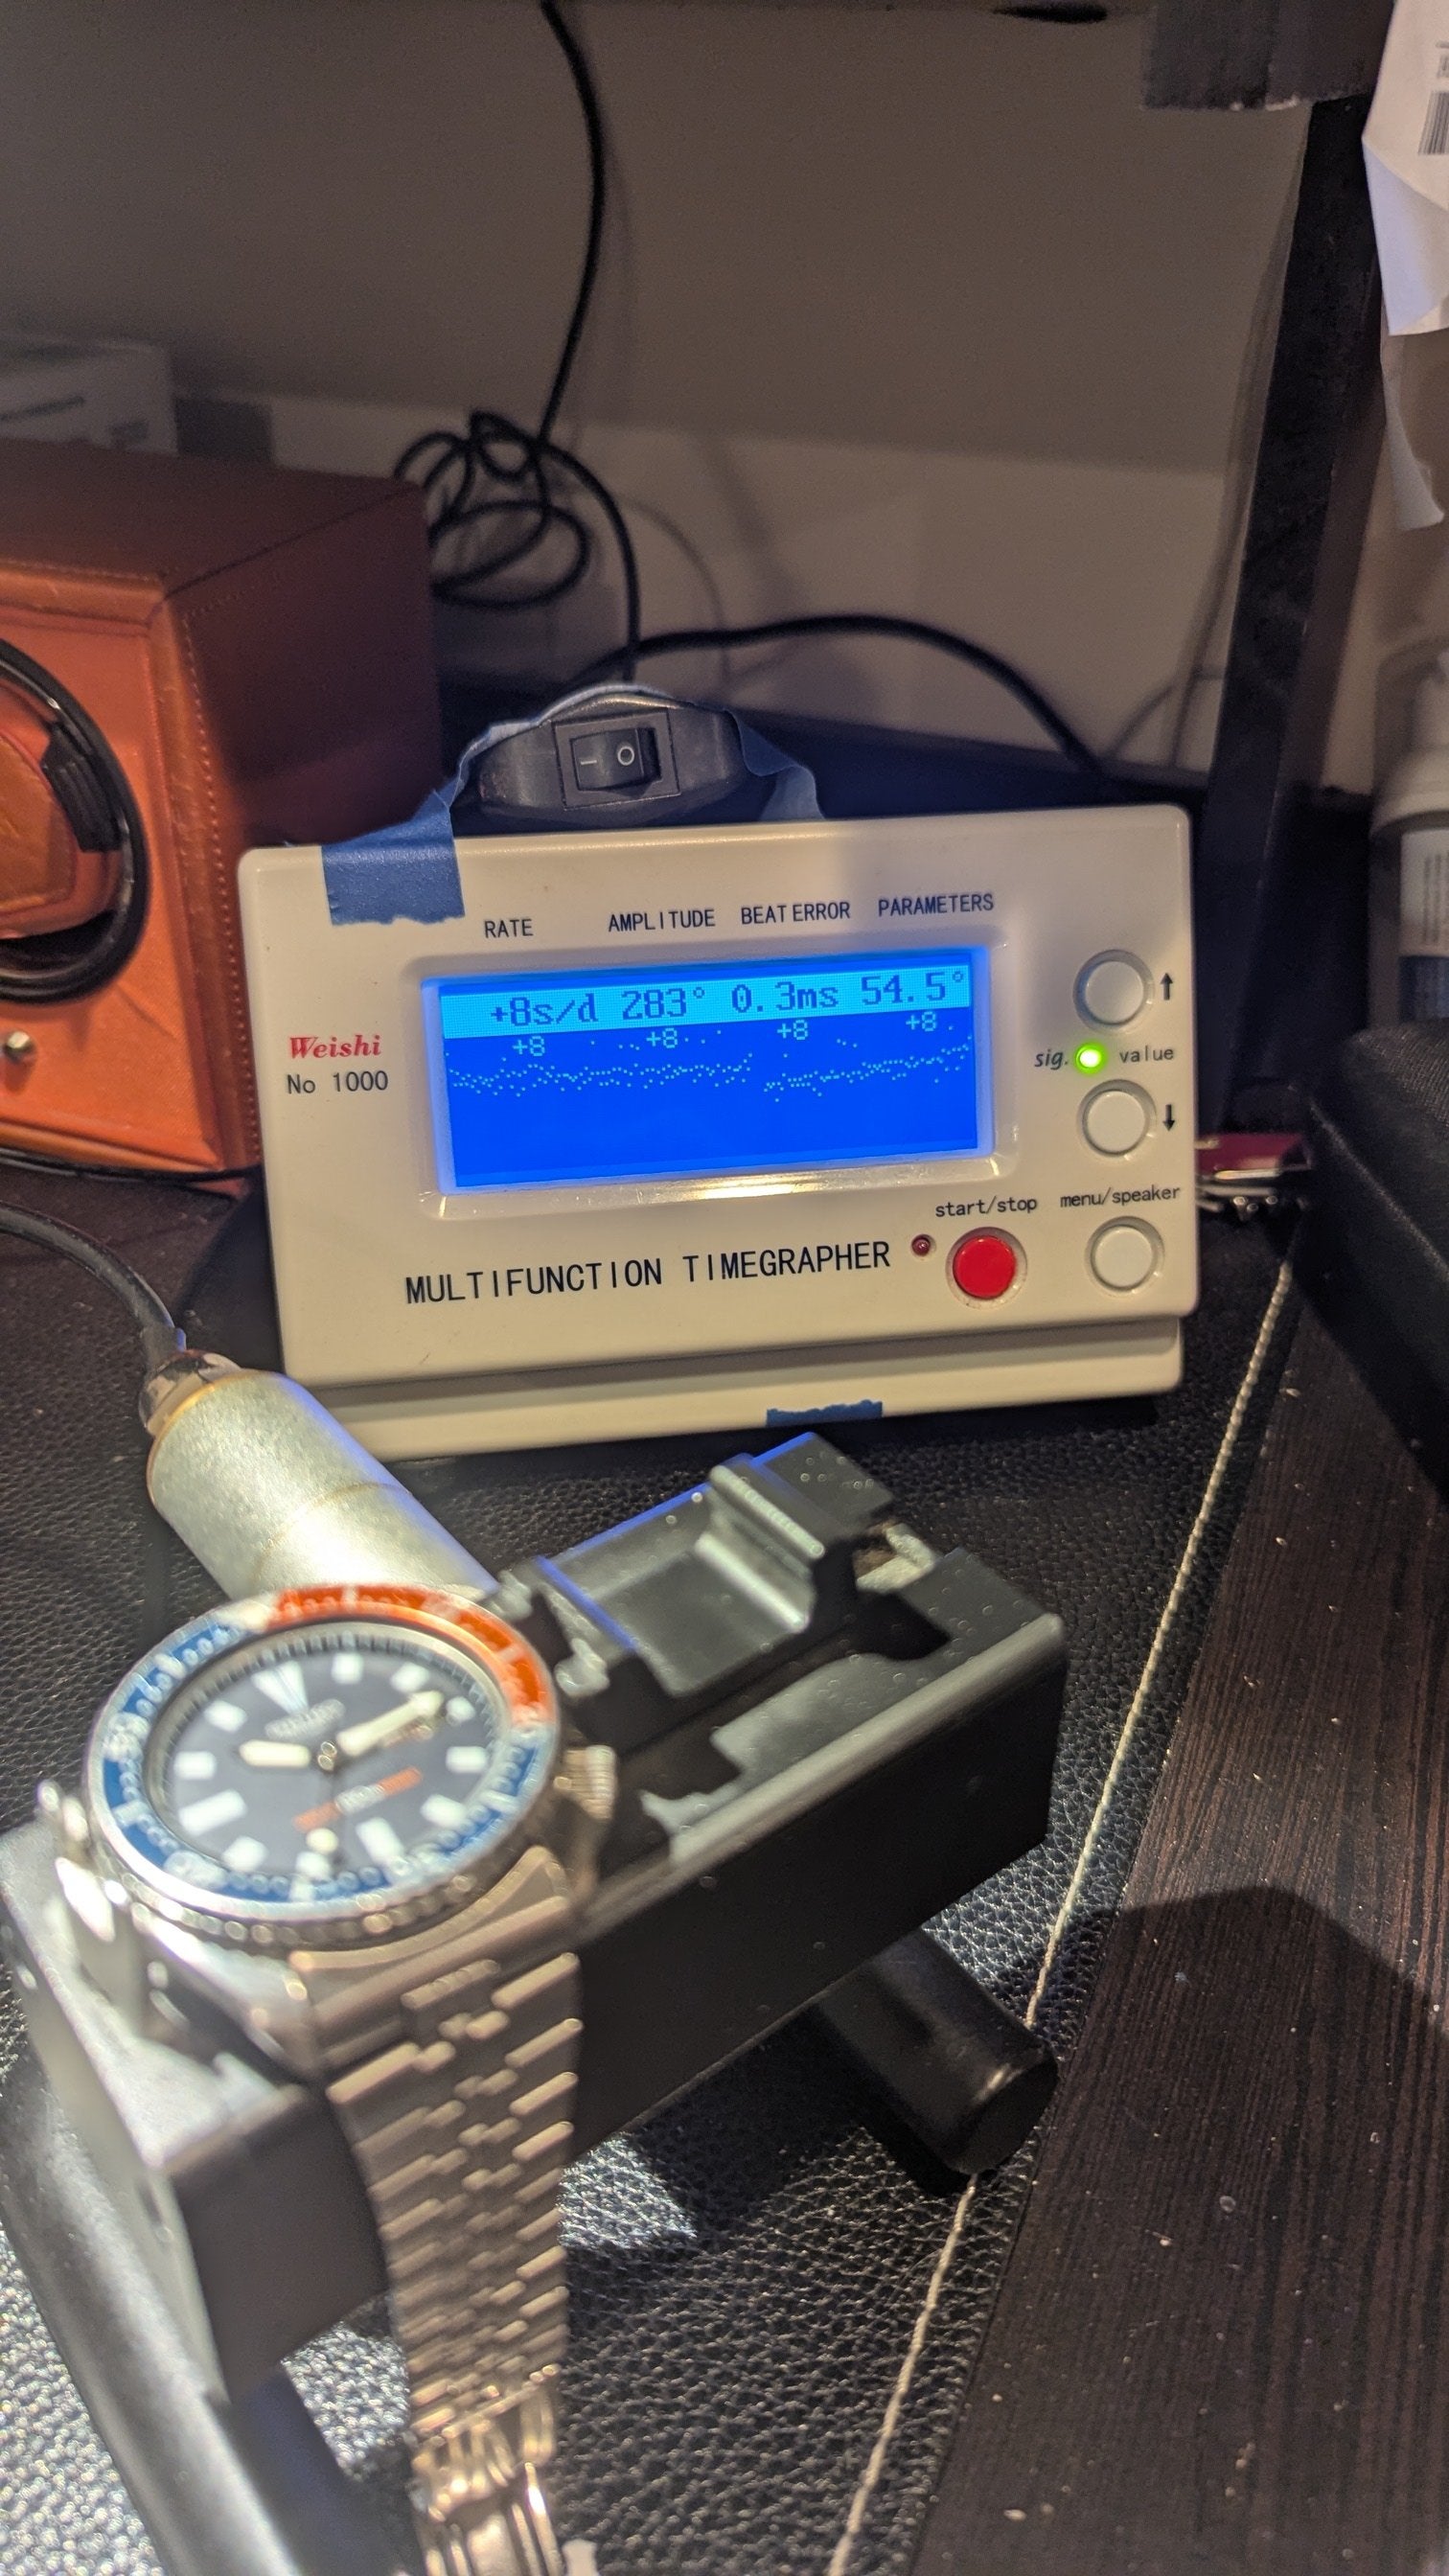 RATE AMPLITUDE BEAT ERROR PARAMETERS
+8s/d 283° 0.3ms 54.5°
+8 +8 +8 +8
Weishi
No 1000
sig. value
start/stop menu/speaker
MULTIFUNCTION TIMEGRAPHER